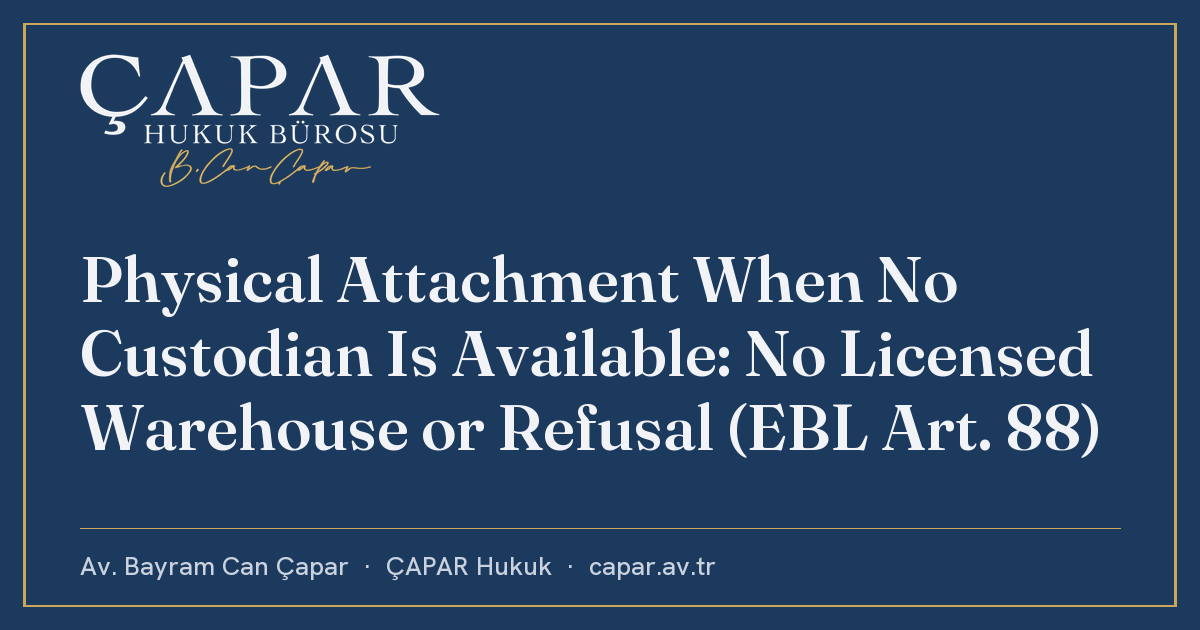 ÇAPAR
HUKUK BÜROSU
B.Can Çapar
Physical Attachment When No
Custodian Is Available: No Licensed
Warehouse or Refusal (EBL Art. 88)
Av. Bayram Can Çapar · ÇAPAR Hukuk · capar.av.tr